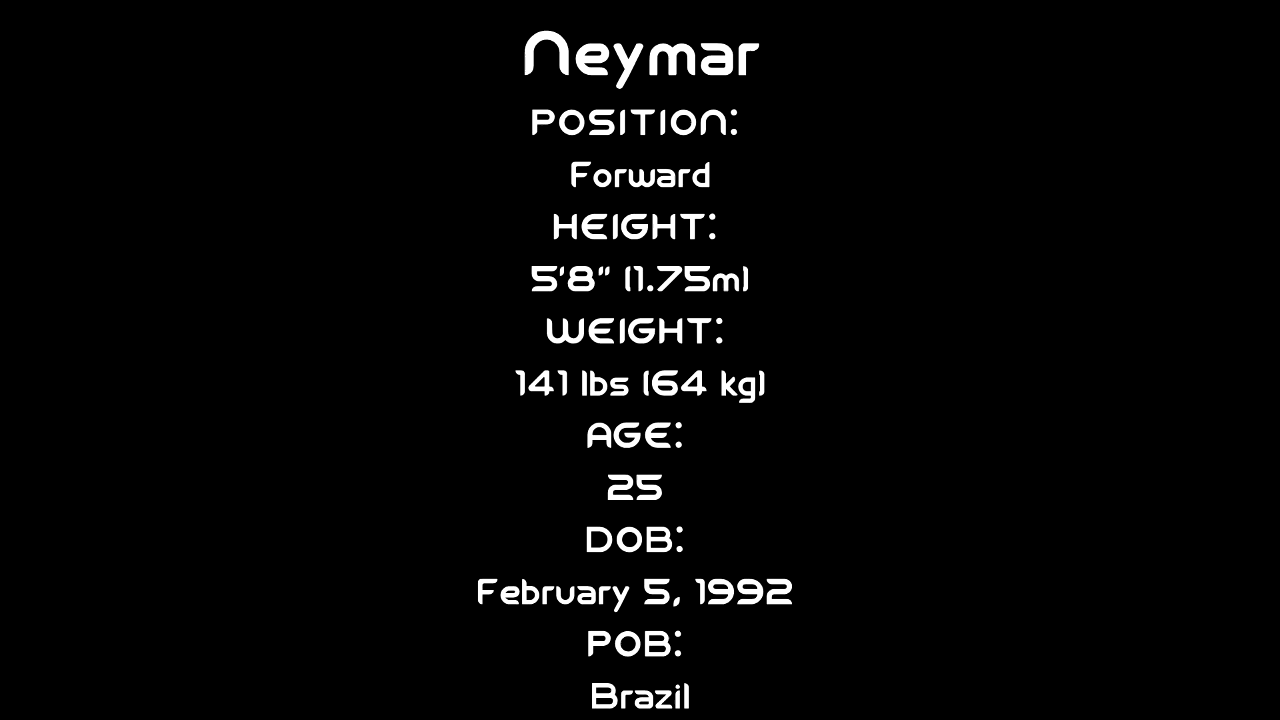 Neymar
POSITION:
Forward
HEIGHT:
5'8" (1.75m)
WEIGHT:
141 lbs (64 kg)
AGE:
25
DOB:
February 5, 1992
POB:
Brazil